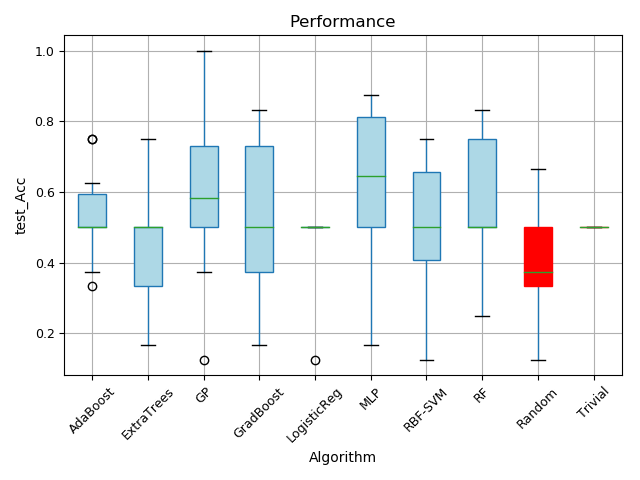 Performance
test_Acc
1.0
0.8
0.6
0.4
0.2
AdaBoost
ExtraTrees
GP
GradBoost
LogisticReg
MLP
RBF-SVM
RF
Random
Trivial
Algorithm